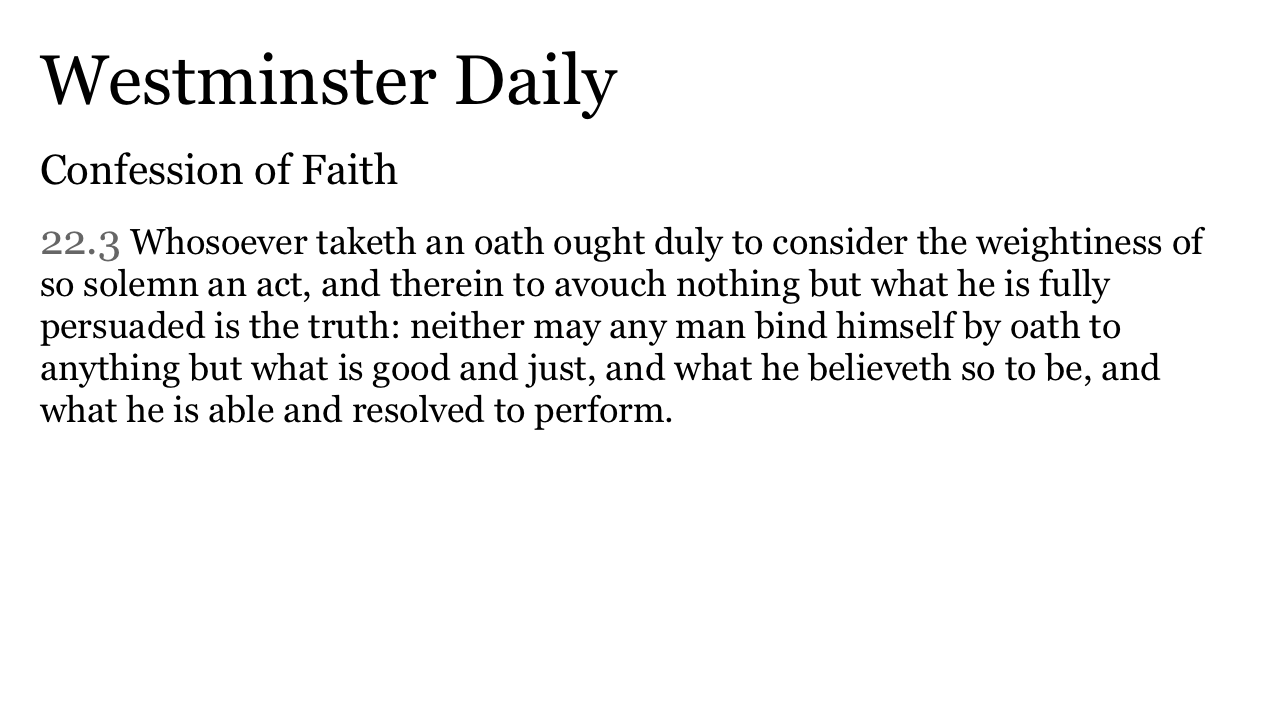 Westminster Daily
Confession of Faith
22.3 Whosoever taketh an oath ought duly to consider the weightiness of
so solemn an act, and therein to avouch nothing but what he is fully
persuaded is the truth: neither may any man bind himself by oath to
anything but what is good and just, and what he believeth so to be, and
what he is able and resolved to perform.